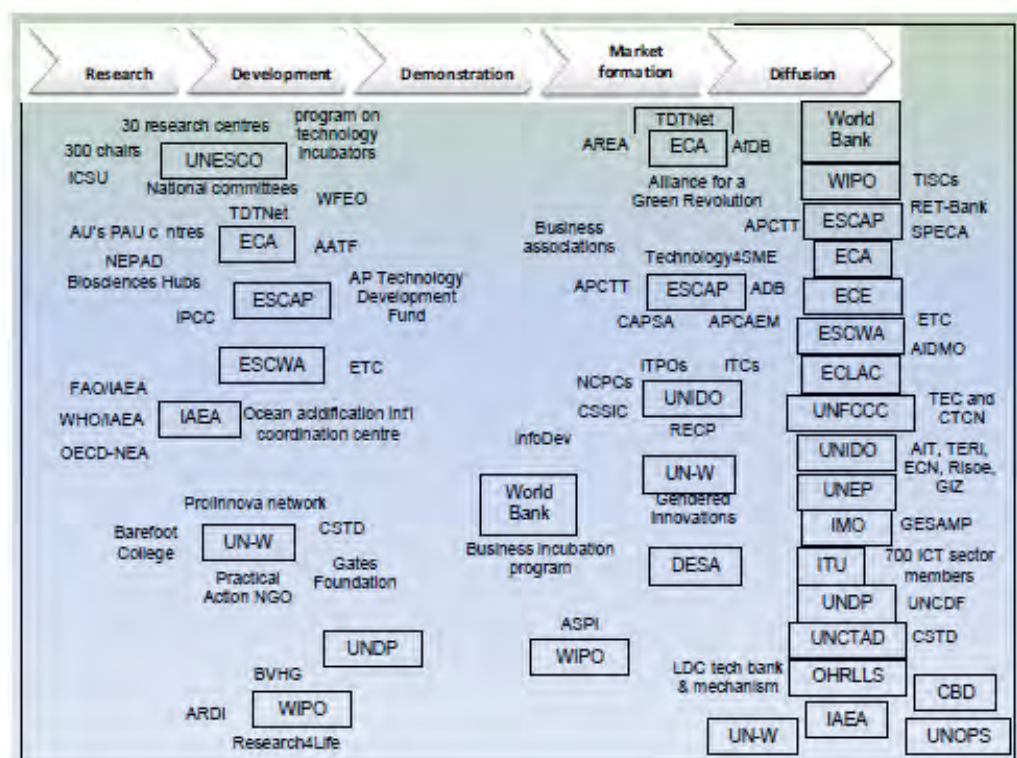 Research
Development
Demonstration
Market
formation
Diffusion
30 research centres
program on
technology
incubators
300 chairs
UNESCO
ICSU
National committees
WFEO
TDTNet
AU's PAU c ntres
ECA
AATF
NEPAD
Biosciences Hubs
ESCAP
AP Technology
Development
Fund
IPCC
ESCWA
ETC
FAO/IAEA
WHO/IAEA
IAEA
Ocean acidification int'l
coordination centre
OECD-NEA
Prolinnova network
Barefoot
College
UN-W
CSTD
Practical
Action NGO
Gates
Foundation
UNDP
BVHG
ARDI
WIPO
Research4Life
infoDev
World
Bank
Business incubation
program
ASPI
WIPO
TDTNet
AREA
ECA
AfDB
Alliance for a
Green Revolution
Business
associations
Technology4SME
APCTT
ESCAP
ADB
CAPSA
APCAEM
ITPOs
ITCs
NCPCs
UNIDO
CSSIC
RECP
UN-W
Gendered
Innovations
DESA
World
Bank
WIPO
TISCs
APCTT
ESCAP
RET-Bank
SPECA
ECA
ECE
ESCWA
ETC
AIDMO
ECLAC
UNFCCC
TEC and
CTCN
UNIDO
AIT, TERI,
ECN, Risoe,
GIZ
UNEP
IMO
GESAMP
ITU
700 ICT sector
members
UNDP
UNCDF
UNCTAD
CSTD
LDC tech bank
& mechanism
OHRLLS
CBD
IAEA
UN-W
UNOPS